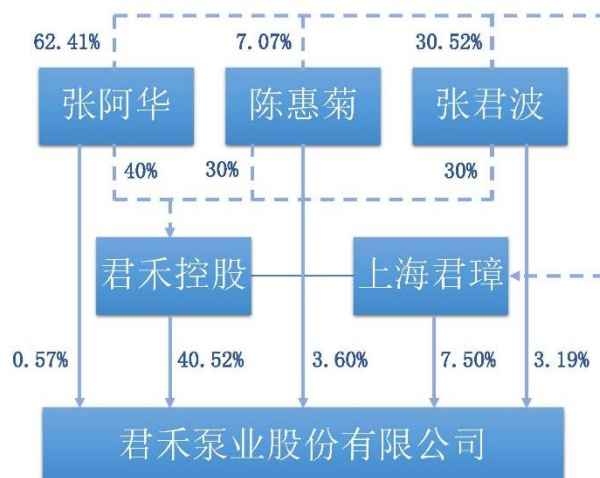 62.41%
7.07%
30.52%
张阿华
陈惠菊
张君波
40%
30%
30%
君禾控股
上海君璋
0.57%
40.52%
3.60%
7.50%
3.19%
君禾泵业股份有限公司